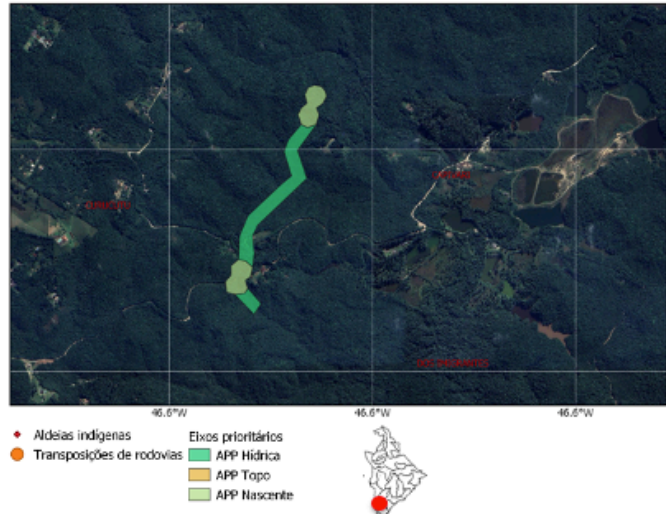 46.6°W 46.6°W 46.6°W
Aldeias indígenas
Transposições de rodovias
Eixos prioritários
APP Hídrica
APP Topo
APP Nascente